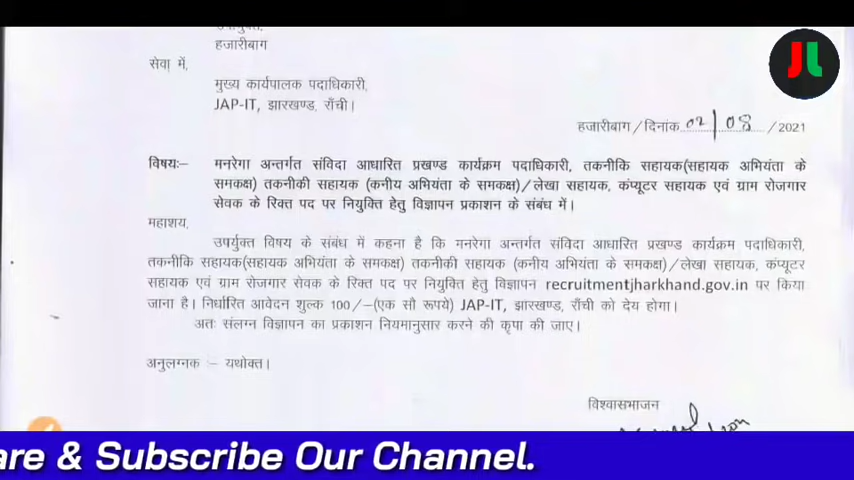 हजारीबाग
सेवा में,
मुख्य कार्यपालक पदाधिकारी,
JAP-IT, झारखण्ड, राँची।
हजारीबाग/दिनांक 02/08 /2021
विषयः– मनरेगा अन्तर्गत संविदा आधारित प्रखण्ड कार्यक्रम पदाधिकारी, तकनीकि सहायक(सहायक अभियंता के
समकक्ष) तकनीकी सहायक (कनीय अभियंता के समकक्ष)/लेखा सहायक, कंप्यूटर सहायक एवं ग्राम रोजगार
सेवक के रिक्त पद पर नियुक्ति हेतु विज्ञापन प्रकाशन के संबंध में।
महाशय,
उपर्युक्त विषय के संबंध में कहना है कि मनरेगा अन्तर्गत संविदा आधारित प्रखण्ड कार्यक्रम पदाधिकारी,
तकनीकि सहायक(सहायक अभियंता के समकक्ष) तकनीकी सहायक (कनीय अभियंता के समकक्ष)/लेखा सहायक, कंप्यूटर
सहायक एवं ग्राम रोजगार सेवक के रिक्त पद पर नियुक्ति हेतु विज्ञापन recruitmentjharkhand.gov.in पर किया
जाना है। निर्धारित आवेदन शुल्क 100/–(एक सौ रूपये) JAP-IT, झारखण्ड, राँची को देय होगा।
अतः संलग्न विज्ञापन का प्रकाशन नियमानुसार करने की कृपा की जाए।
अनुलग्नक :– यथोक्त।
विश्वासभाजन
are & Subscribe Our Channel.
JL